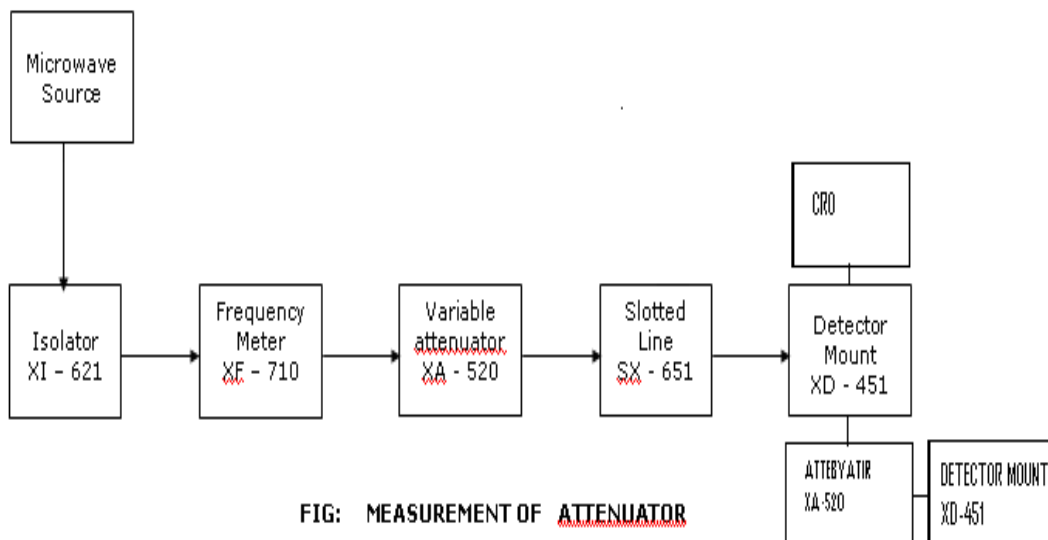 Microwave
Source
CRO
Isolator
XI - 621
Frequency
Meter
XF - 710
Variable
attenuator
XA - 520
Slotted
Line
SX - 651
Detector
Mount
XD - 451
ATTEBYATIR
XA-520
DETECTOR MOUNT
XD-451
FIG: MEASUREMENT OF ATTENUATOR